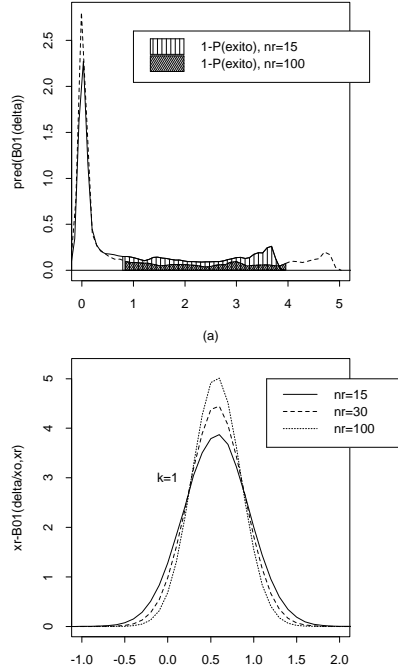 pred(B01(delta))
2.5
2.0
1.5
1.0
0.5
0.0
1-P(exito), nr=15
1-P(exito), nr=100
0 1 2 3 4 5
(a)
xr-B01(delta/xo,xr)
5
4
3
2
1
0
nr=15
nr=30
nr=100
k=1
-1.0 -0.5 0.0 0.5 1.0 1.5 2.0